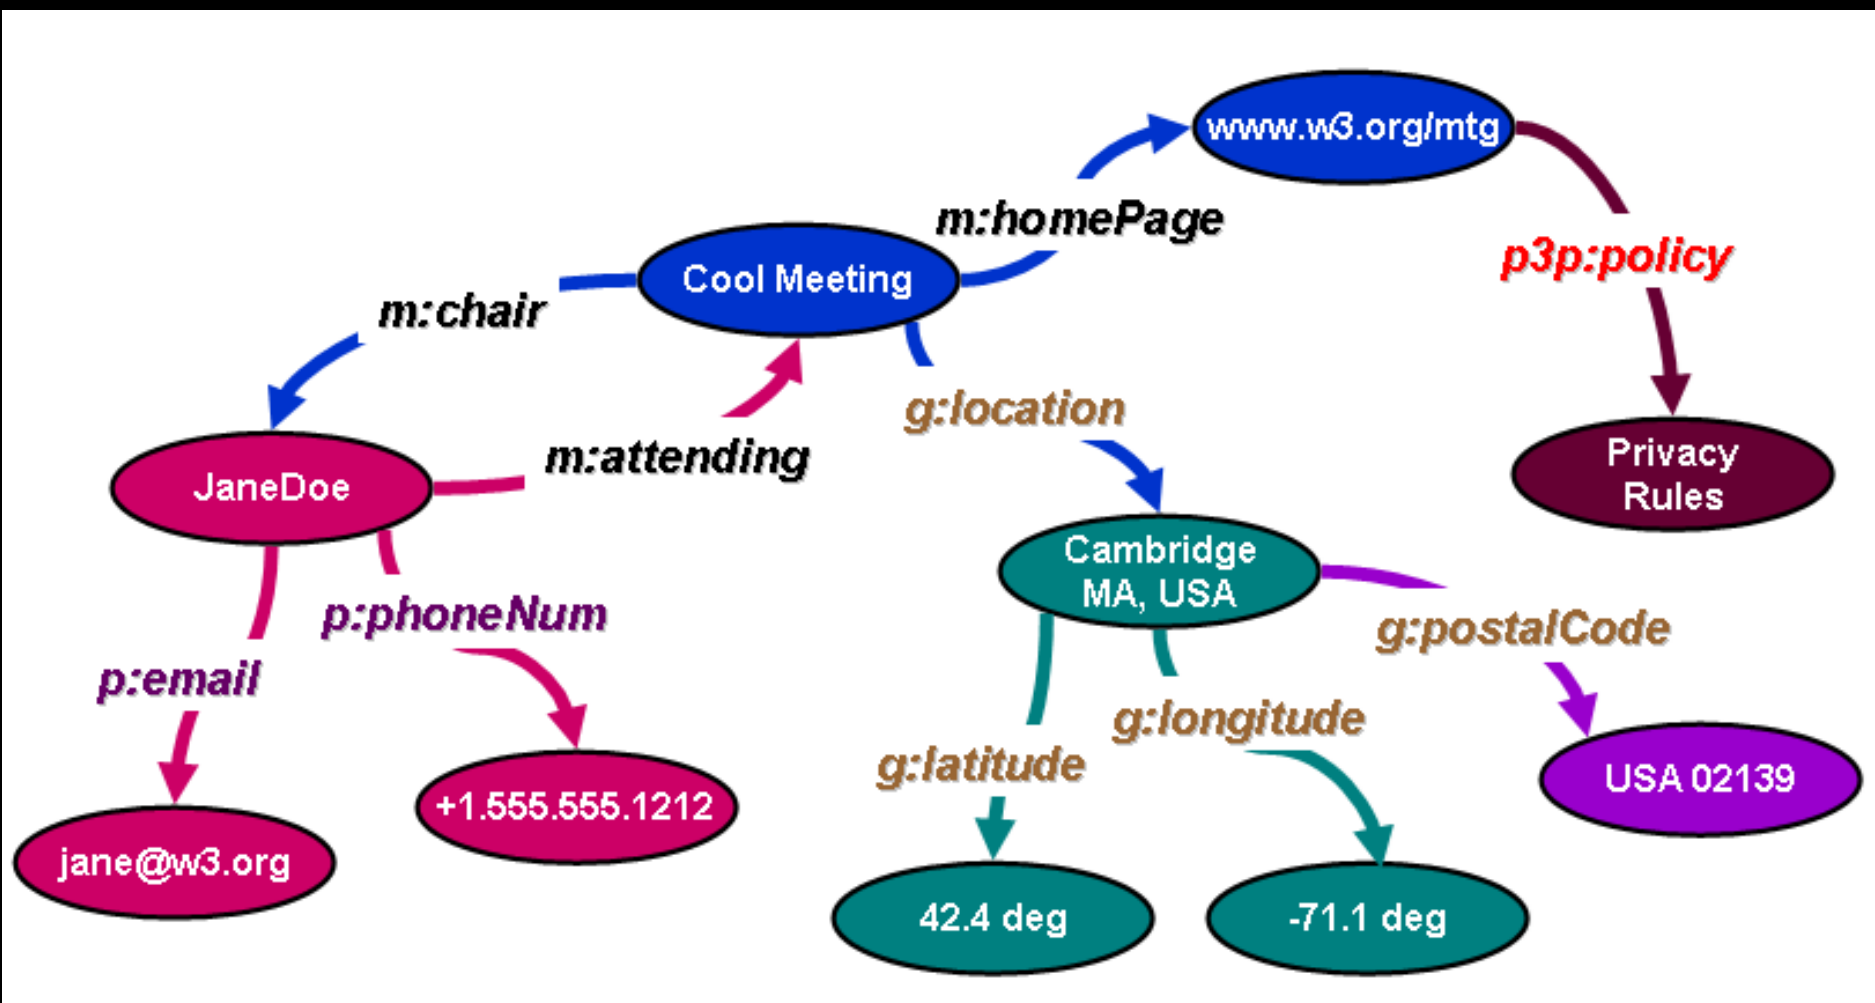 www.w3.org/mtg
m:homePage
p3p:policy
Cool Meeting
m:chair
g:location
m:attending
Privacy
Rules
JaneDoe
Cambridge
MA, USA
p:phoneNum
g:postalCode
p:email
g:longitude
g:latitude
USA 02139
+1.555.555.1212
jane@w3.org
42.4 deg
-71.1 deg